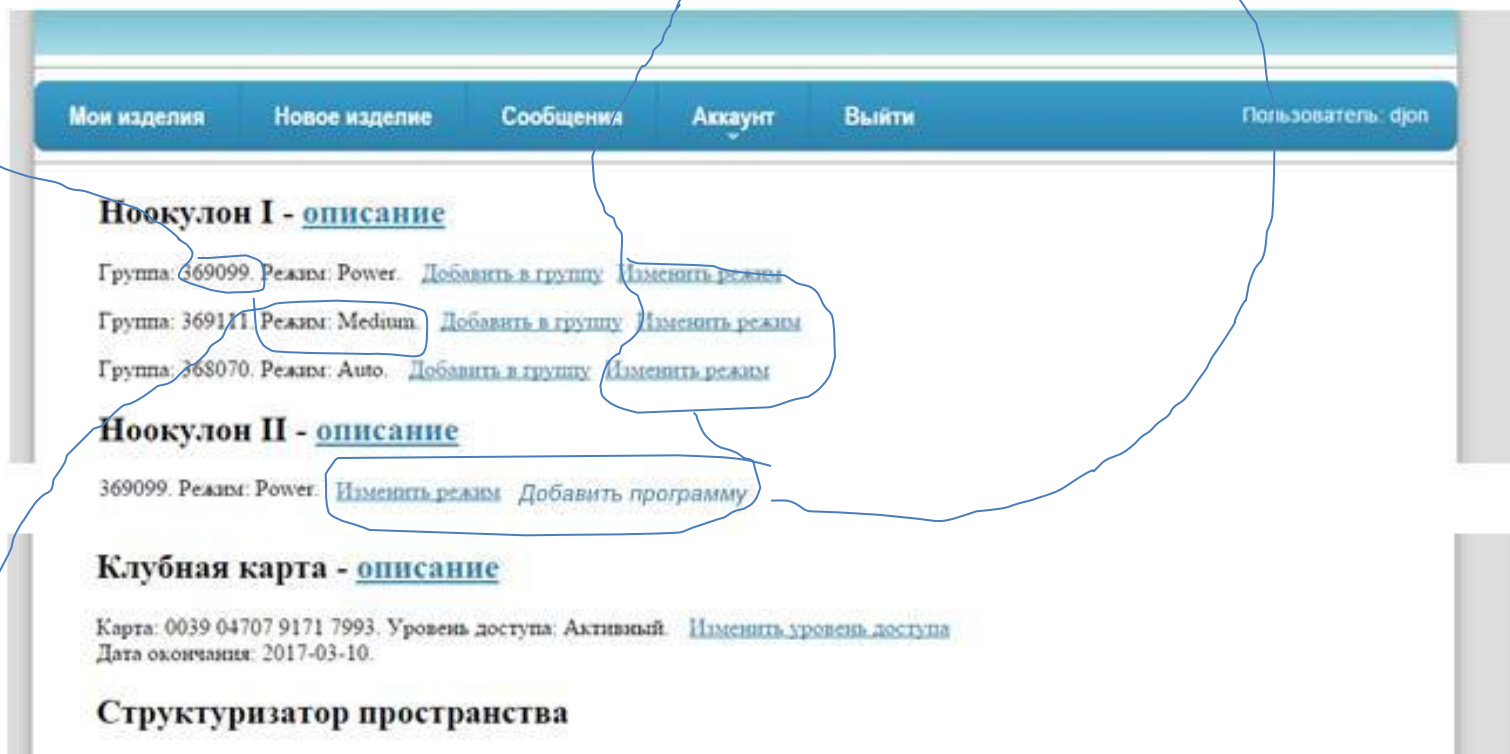 Мои изделия Новое изделие Сообщения Аккаунт Выйти Пользователь: djon
Ноокулон I - описание
Группа: 369099. Режим: Power. Добавить в группу Изменить режим
Группа: 369111. Режим: Medium. Добавить в группу Изменить режим
Группа: 368070. Режим: Auto. Добавить в группу Изменить режим
Ноокулон II - описание
369099. Режим: Power. Изменить режим Добавить программу
Клубная карта - описание
Карта: 0039 04707 9171 7993. Уровень доступа: Активный. Изменить уровень доступа
Дата окончания: 2017-03-10.
Структуризатор пространства